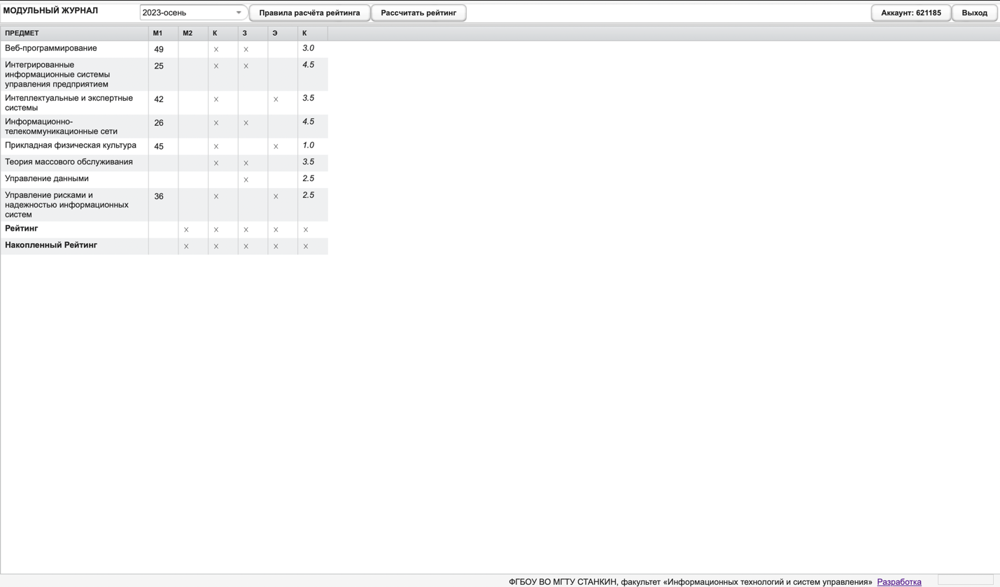 МОДУЛЬНЫЙ ЖУРНАЛ 2023-осень Правила расчёта рейтинга Рассчитать рейтинг Аккаунт: 621185 Выход
ПРЕДМЕТ М1 М2 К З Э К
Веб-программирование 49 x x 3.0
Интегрированные
информационные системы
управления предприятием 25 x x 4.5
Интеллектуальные и экспертные
системы 42 x x 3.5
Информационно-
телекоммуникационные сети 26 x x 4.5
Прикладная физическая культура 45 x x 1.0
Теория массового обслуживания x x 3.5
Управление данными x 2.5
Управление рисками и
надежностью информационных
систем 36 x x 2.5
Рейтинг x x x x x
Накопленный Рейтинг x x x x x
ФГБОУ ВО МГТУ СТАНКИН, факультет «Информационных технологий и систем управления» Разработка